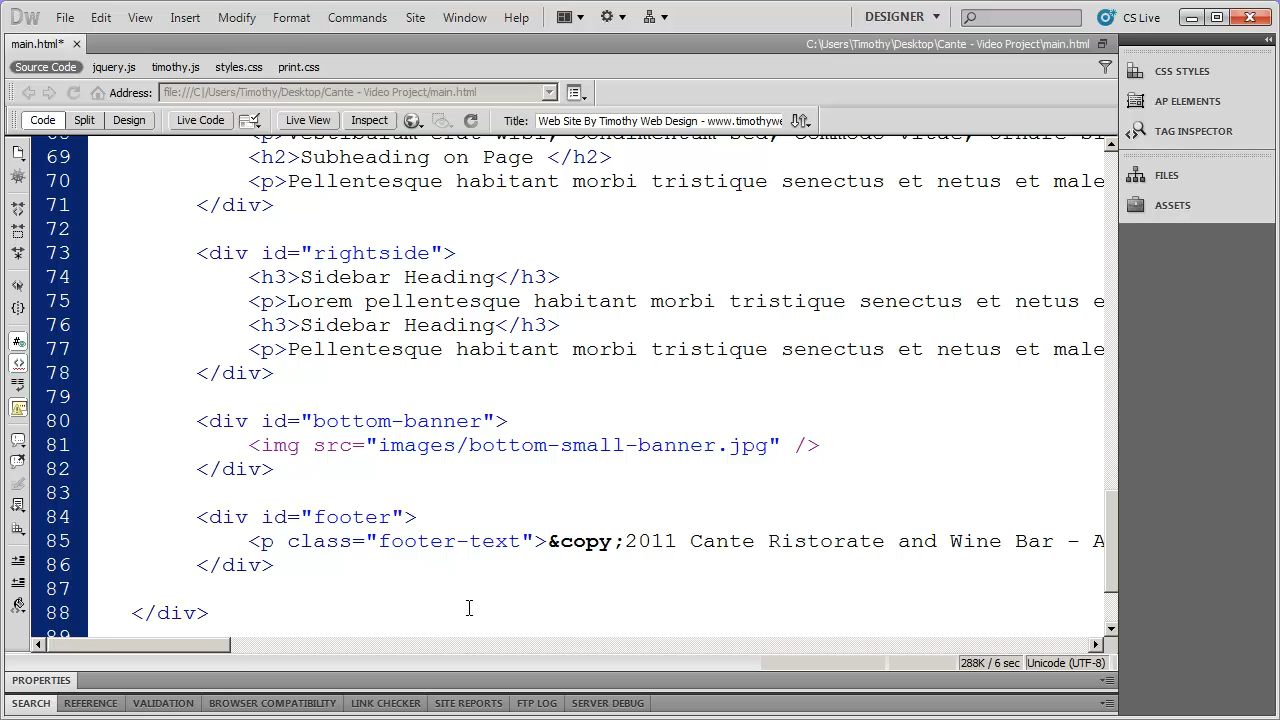 Dw File Edit View Insert Modify Format Commands Site Window Help DESIGNER CS Live
main.html* C:\Users\Timothy\Desktop\Cante - Video Project\main.html
Source Code jquery.js timothy.js styles.css print.css
Address: file:///C|/Users/Timothy/Desktop/Cante - Video Project/main.html
Code Split Design Live Code Live View Inspect Title: Web Site By Timothy Web Design - www.timothywe
69 <h2>Subheading on Page </h2>
70 <p>Pellentesque habitant morbi tristique senectus et netus et male
71 </div>
72
73 <div id="rightside">
74 <h3>Sidebar Heading</h3>
75 <p>Lorem pellentesque habitant morbi tristique senectus et netus e
76 <h3>Sidebar Heading</h3>
77 <p>Pellentesque habitant morbi tristique senectus et netus et male
78 </div>
79
80 <div id="bottom-banner">
81 <img src="images/bottom-small-banner.jpg" />
82 </div>
83
84 <div id="footer">
85 <p class="footer-text">&copy;2011 Cante Ristorate and Wine Bar - A
86 </div>
87
88 </div>
89
288K / 6 sec Unicode (UTF-8)
PROPERTIES
SEARCH REFERENCE VALIDATION BROWSER COMPATIBILITY LINK CHECKER SITE REPORTS FTP LOG SERVER DEBUG
CSS STYLES
AP ELEMENTS
TAG INSPECTOR
FILES
ASSETS